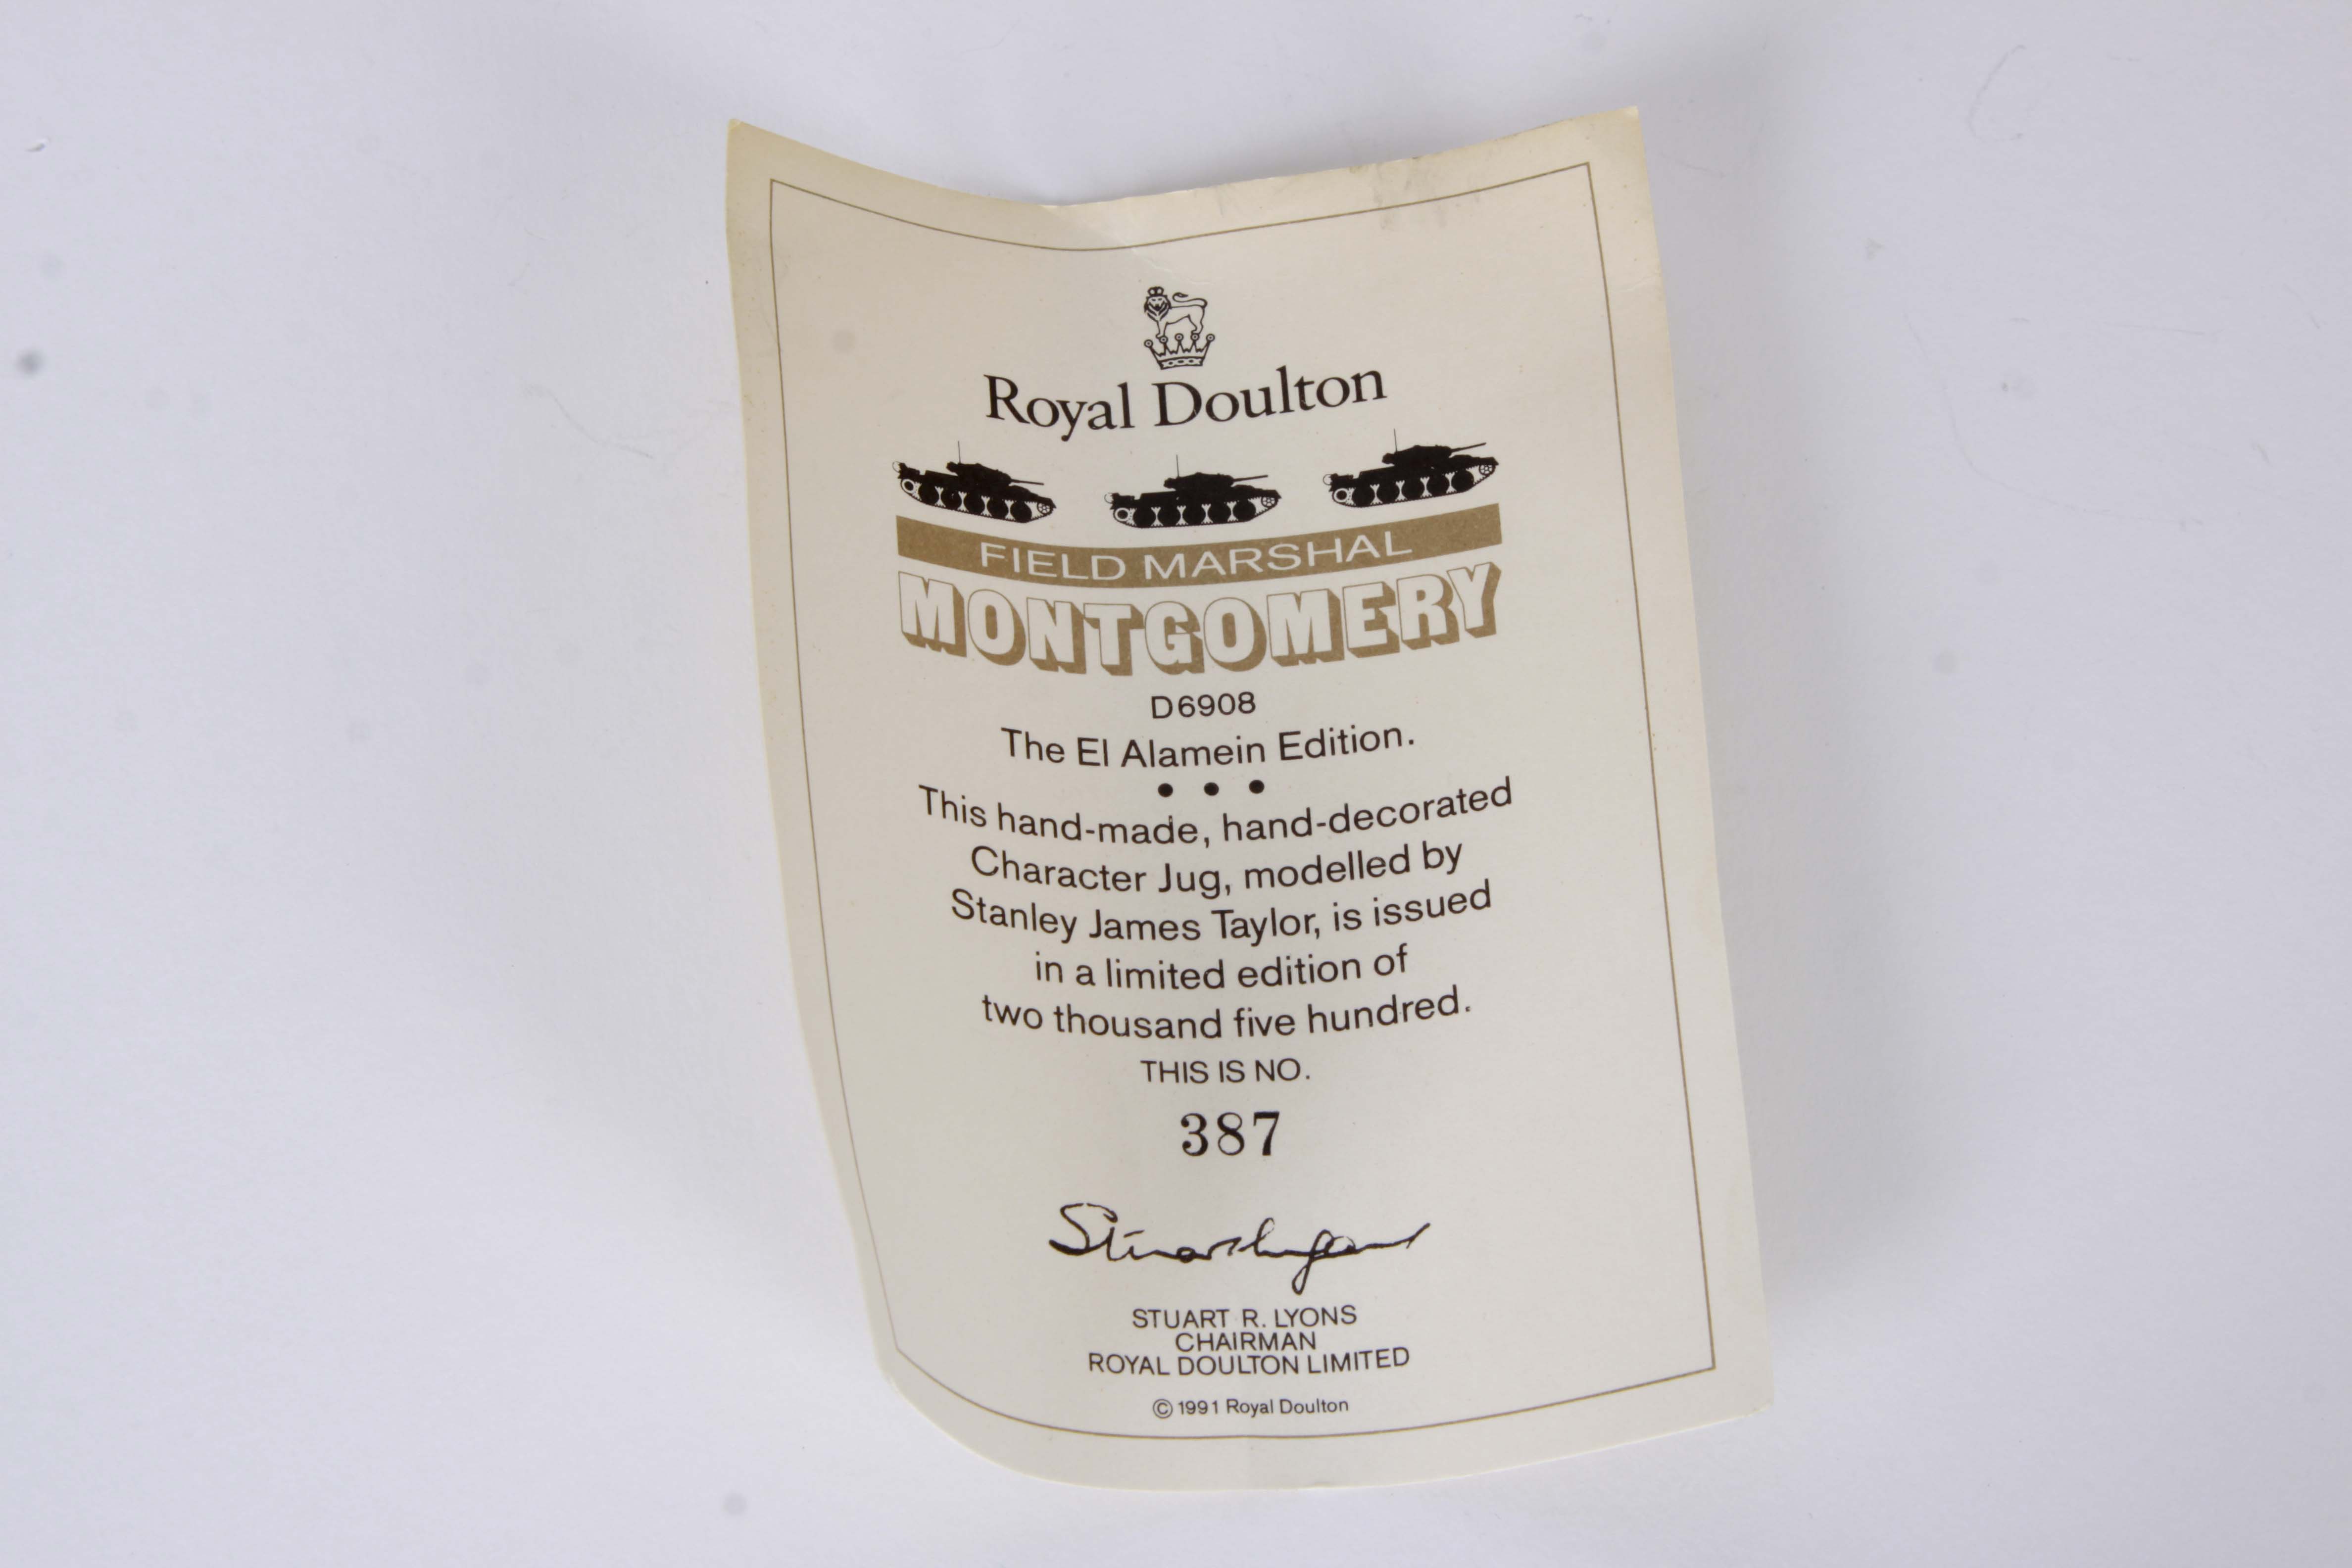 Royal Doulton
FIELD MARSHAL
MONTGOMERY
D6908
The El Alamein Edition.
• • •
This hand-made, hand-decorated
Character Jug, modelled by
Stanley James Taylor, is issued
in a limited edition of
two thousand five hundred.
THIS IS NO.
387
Stuart Lyons
STUART R. LYONS
CHAIRMAN
ROYAL DOULTON LIMITED
© 1991 Royal Doulton